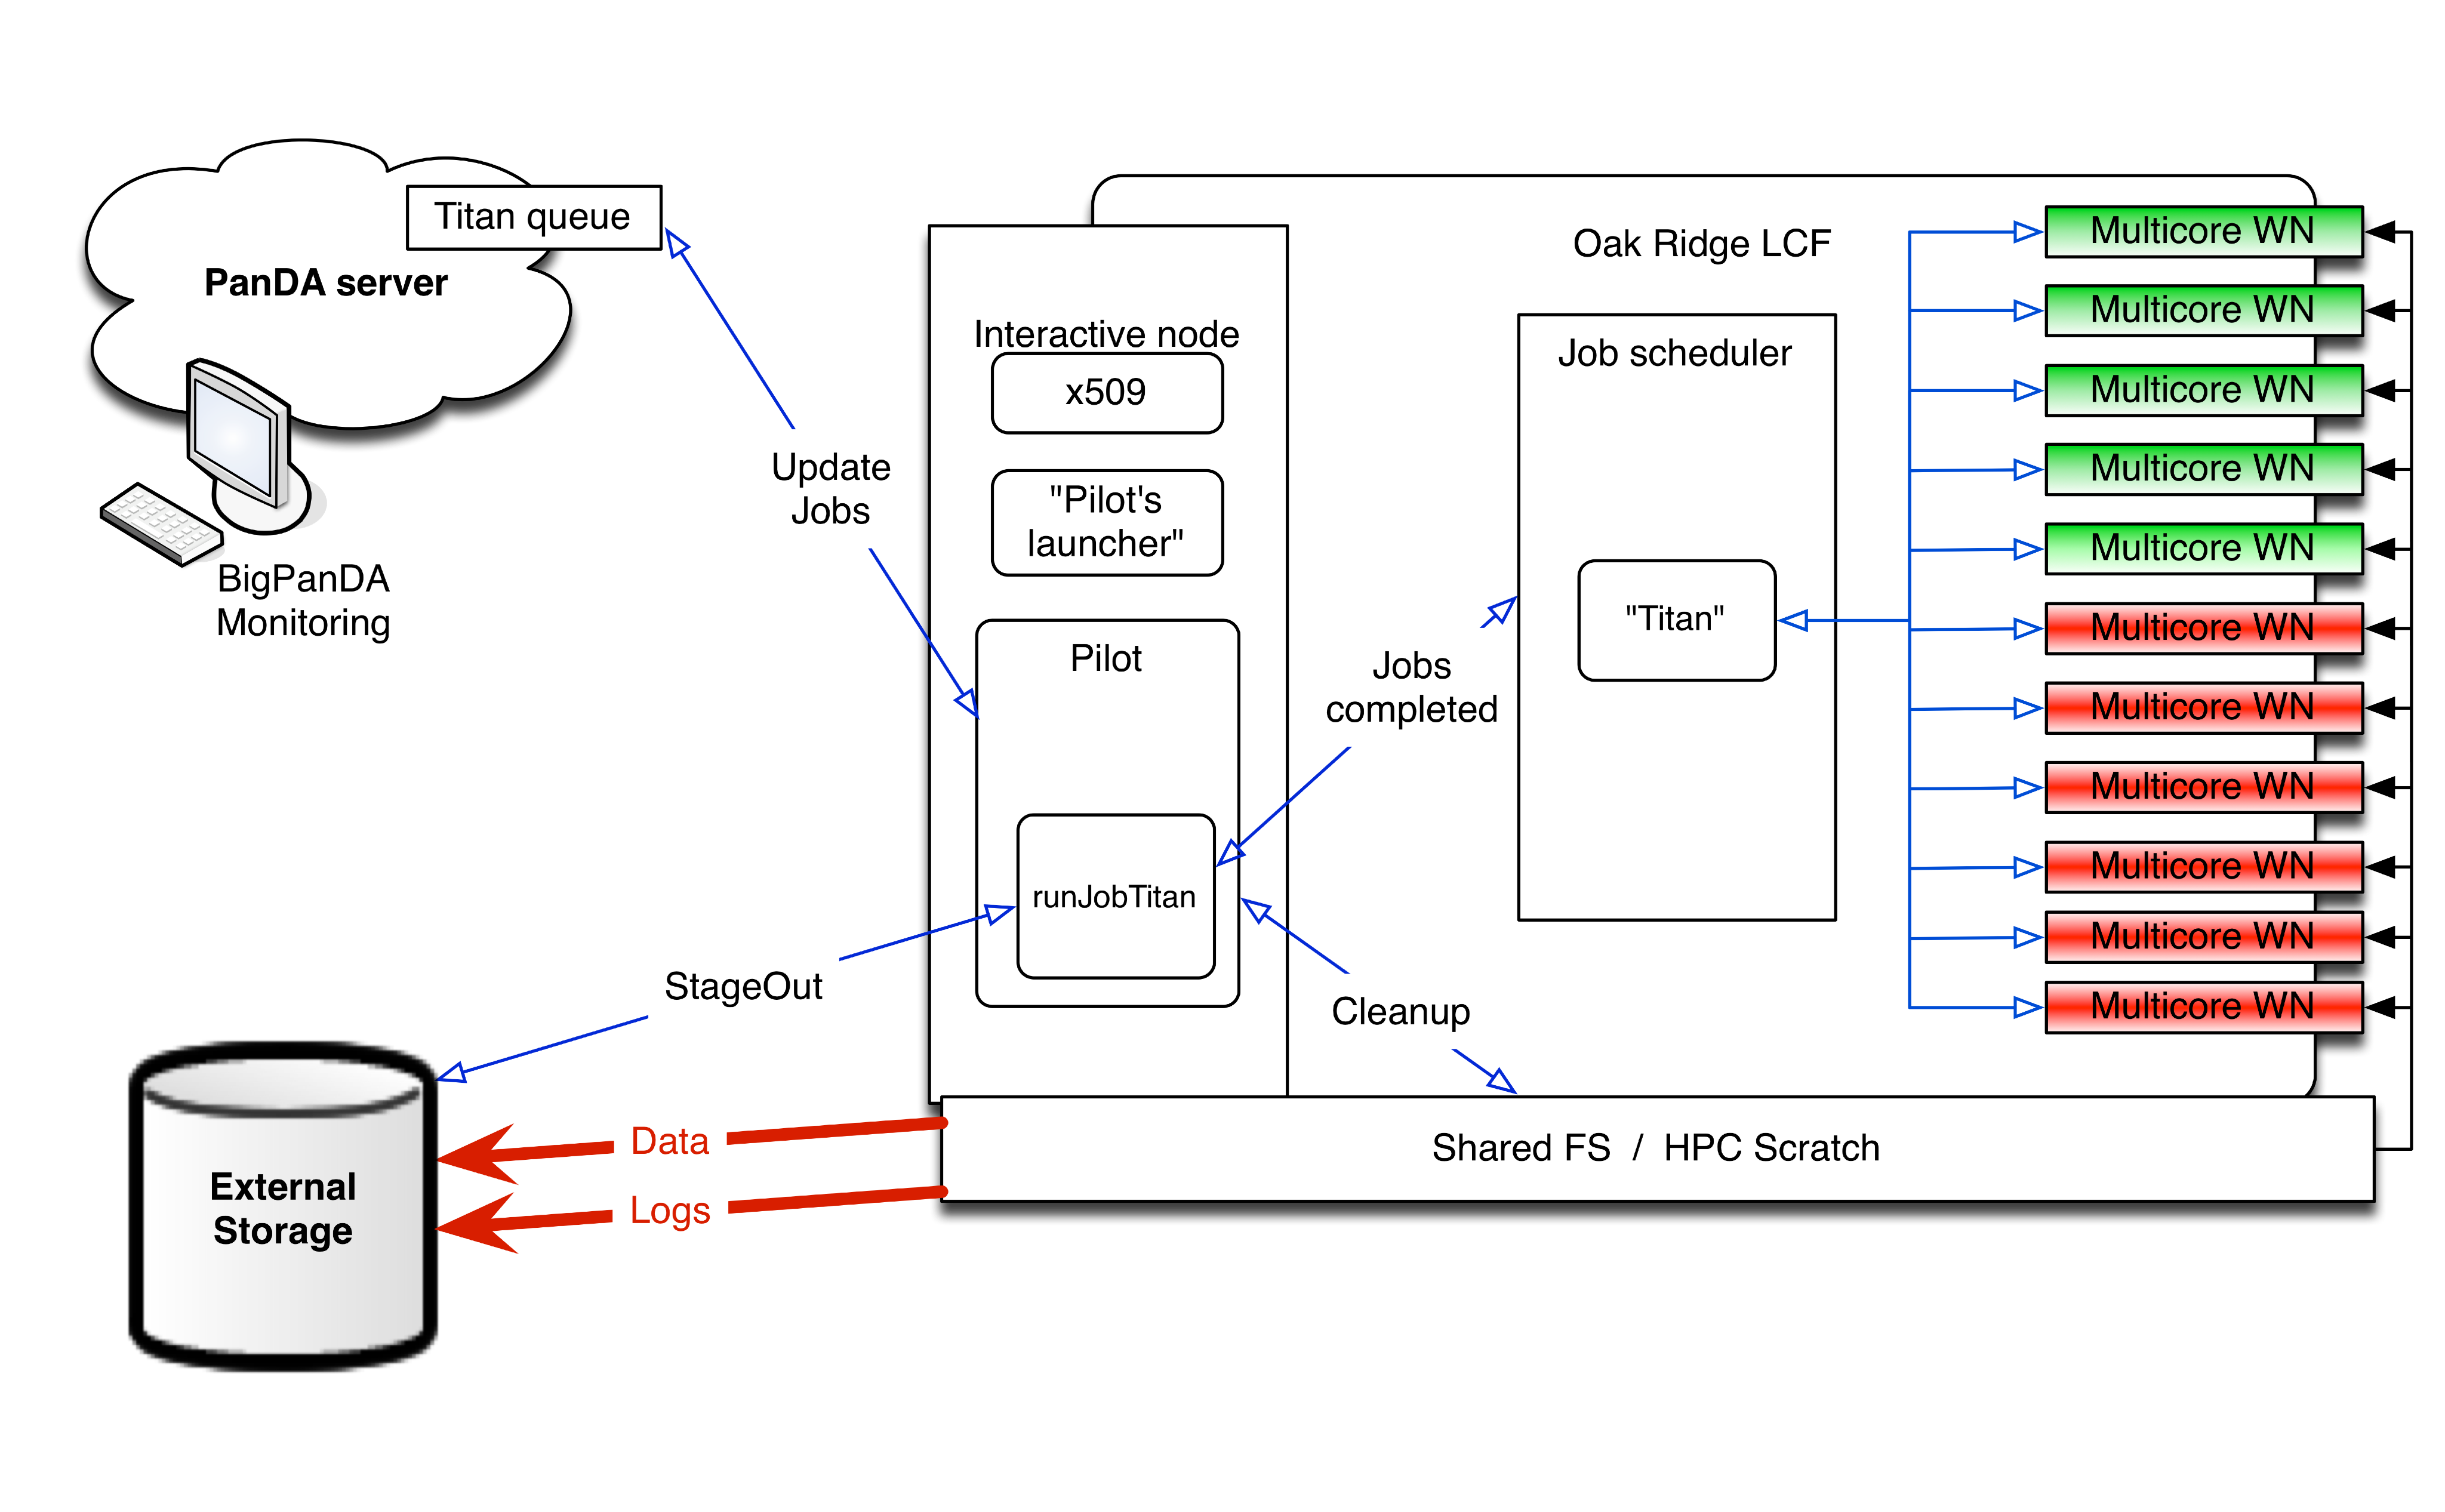 Titan queue
PanDA server
BigPanDA
Monitoring
Update
Jobs
Interactive node
x509
"Pilot's
launcher"
Pilot
runJobTitan
StageOut
External
Storage
Data
Logs
Jobs
completed
Cleanup
Oak Ridge LCF
Job scheduler
"Titan"
Multicore WN
Multicore WN
Multicore WN
Multicore WN
Multicore WN
Multicore WN
Multicore WN
Multicore WN
Multicore WN
Multicore WN
Multicore WN
Shared FS / HPC Scratch